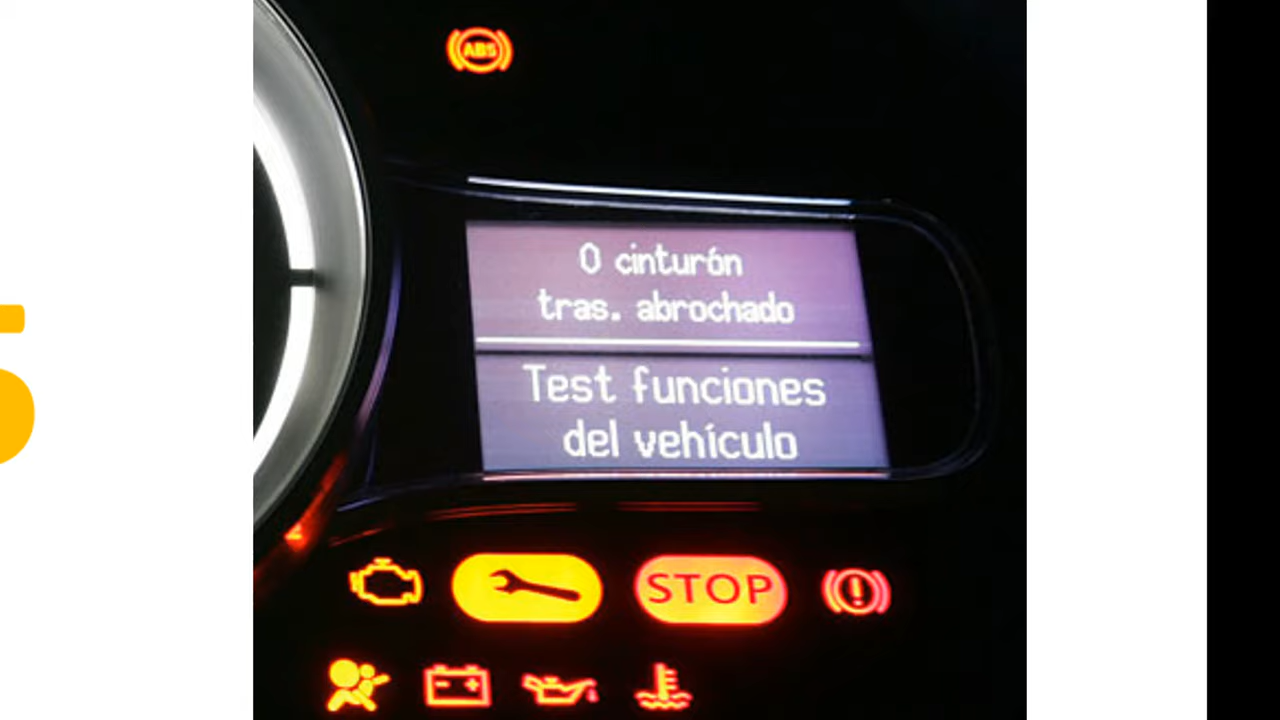 ABS
0 cinturón
tras. abrochado
Test funciones
del vehículo
STOP